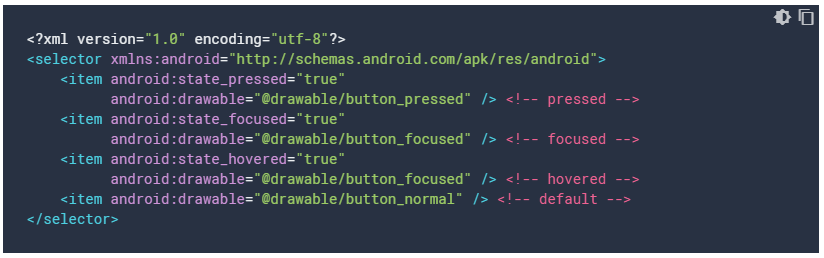 <?xml version="1.0" encoding="utf-8"?>
<selector xmlns:android="http://schemas.android.com/apk/res/android">
    <item android:state_pressed="true"
          android:drawable="@drawable/button_pressed" /> <!-- pressed -->
    <item android:state_focused="true"
          android:drawable="@drawable/button_focused" /> <!-- focused -->
    <item android:state_hovered="true"
          android:drawable="@drawable/button_focused" /> <!-- hovered -->
    <item android:drawable="@drawable/button_normal" /> <!-- default -->
</selector>